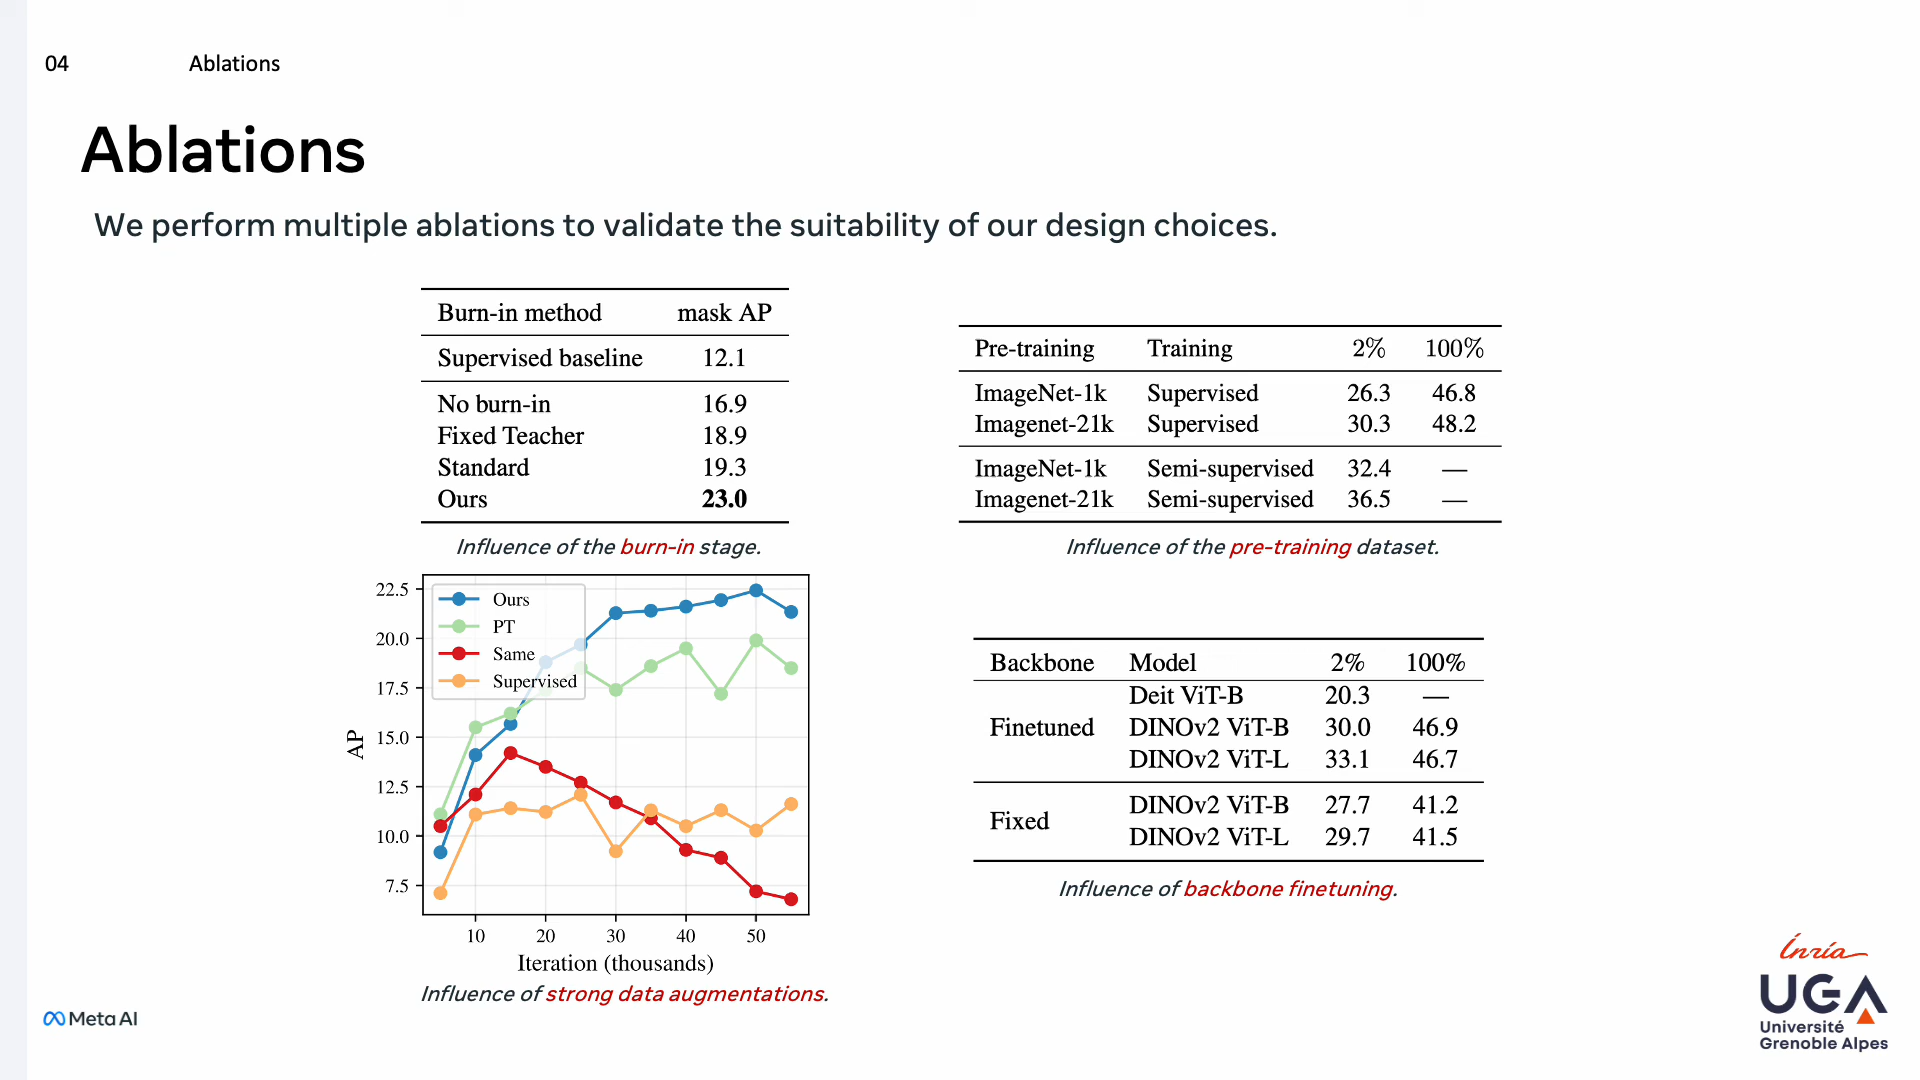 04 Ablations
Ablations
We perform multiple ablations to validate the suitability of our design choices.
Burn-in method mask AP
Supervised baseline 12.1
No burn-in 16.9
Fixed Teacher 18.9
Standard 19.3
Ours 23.0
Influence of the burn-in stage.
22.5
20.0
17.5
15.0
12.5
10.0
7.5
AP
Ours
PT
Same
Supervised
10 20 30 40 50
Iteration (thousands)
Influence of strong data augmentations.
Pre-training Training 2% 100%
ImageNet-1k Supervised 26.3 46.8
Imagenet-21k Supervised 30.3 48.2
ImageNet-1k Semi-supervised 32.4 —
Imagenet-21k Semi-supervised 36.5 —
Influence of the pre-training dataset.
Backbone Model 2% 100%
Deit ViT-B 20.3 —
Finetuned DINOv2 ViT-B 30.0 46.9
DINOv2 ViT-L 33.1 46.7
DINOv2 ViT-B 27.7 41.2
Fixed
DINOv2 ViT-L 29.7 41.5
Influence of backbone finetuning.
Meta AI
Inria
UGA
Université
Grenoble Alpes